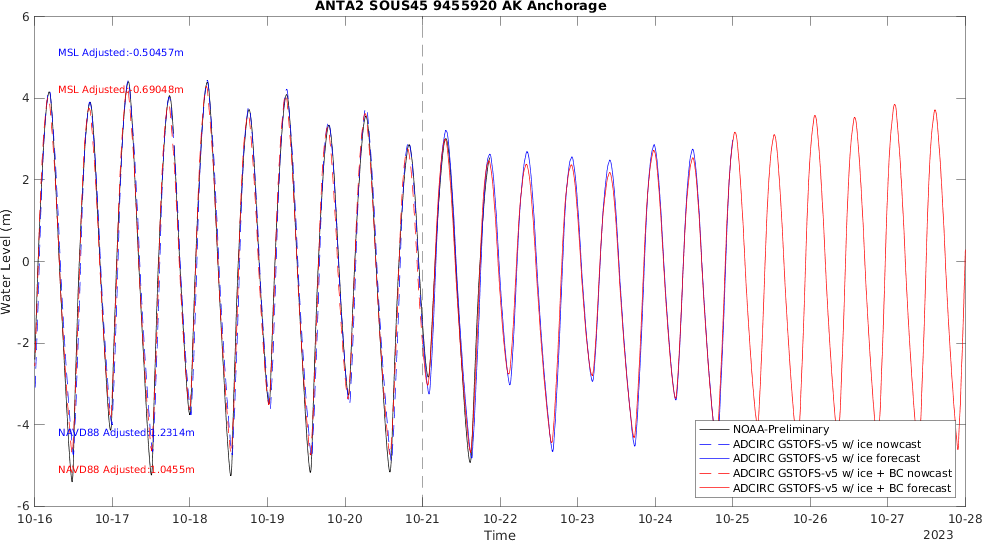 ANTA2 SOUS45 9455920 AK Anchorage
MSL Adjusted:-0.50457m
MSL Adjusted:-0.69048m
NAVD88 Adjusted:1.2314m
NAVD88 Adjusted:1.0455m
Water Level (m)
6
4
2
0
-2
-4
-6
10-16
10-17
10-18
10-19
10-20
10-21
10-22
10-23
10-24
10-25
10-26
10-27
10-28
Time
2023
NOAA-Preliminary
ADCIRC GSTOFS-v5 w/ ice nowcast
ADCIRC GSTOFS-v5 w/ ice forecast
ADCIRC GSTOFS-v5 w/ ice + BC nowcast
ADCIRC GSTOFS-v5 w/ ice + BC forecast